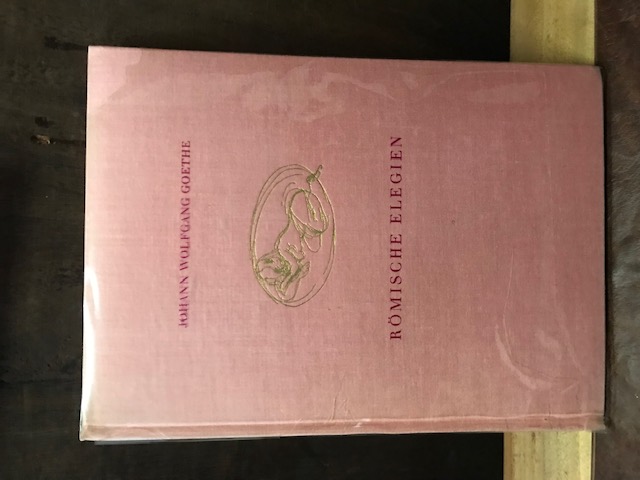 JOHANN WOLFGANG GOETHE
RÖMISCHE ELEGIEN